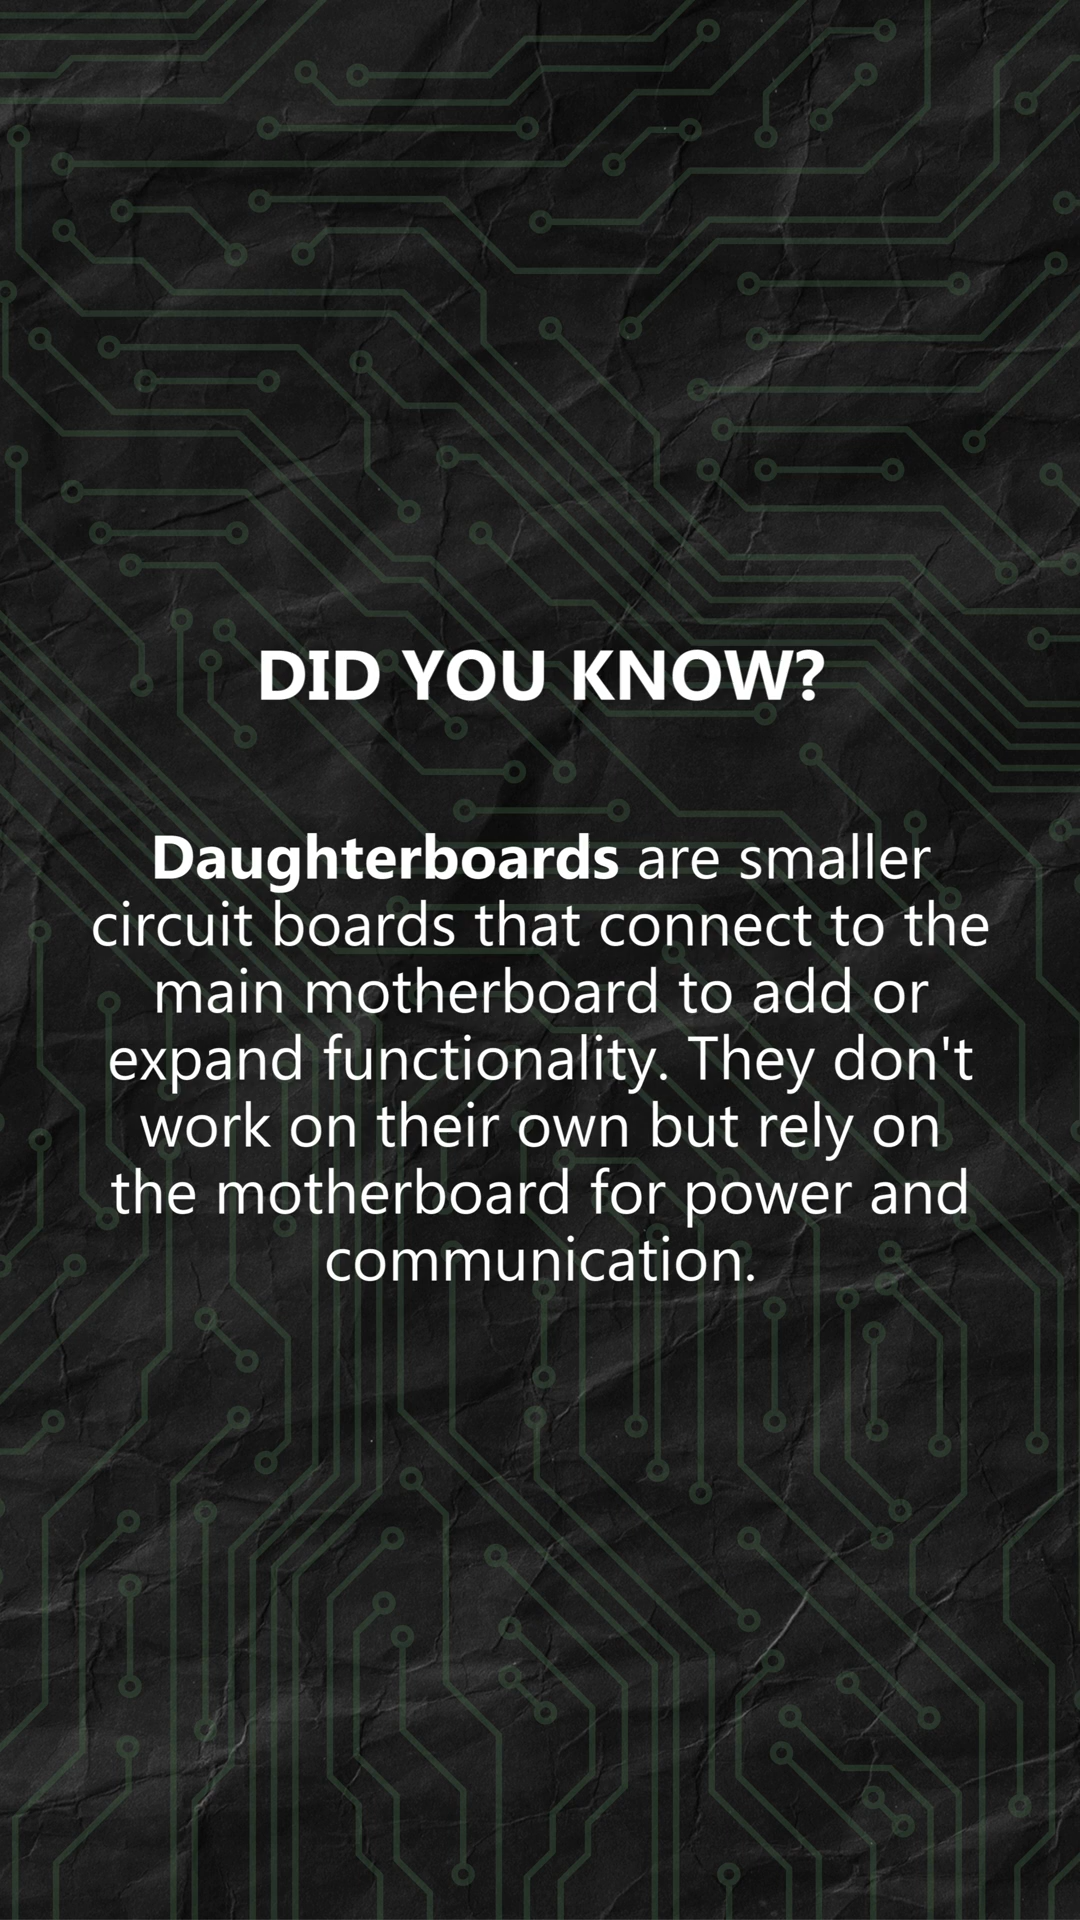 DID YOU KNOW?
Daughterboards are smaller
circuit boards that connect to the
main motherboard to add or
expand functionality. They don't
work on their own but rely on
the motherboard for power and
communication.